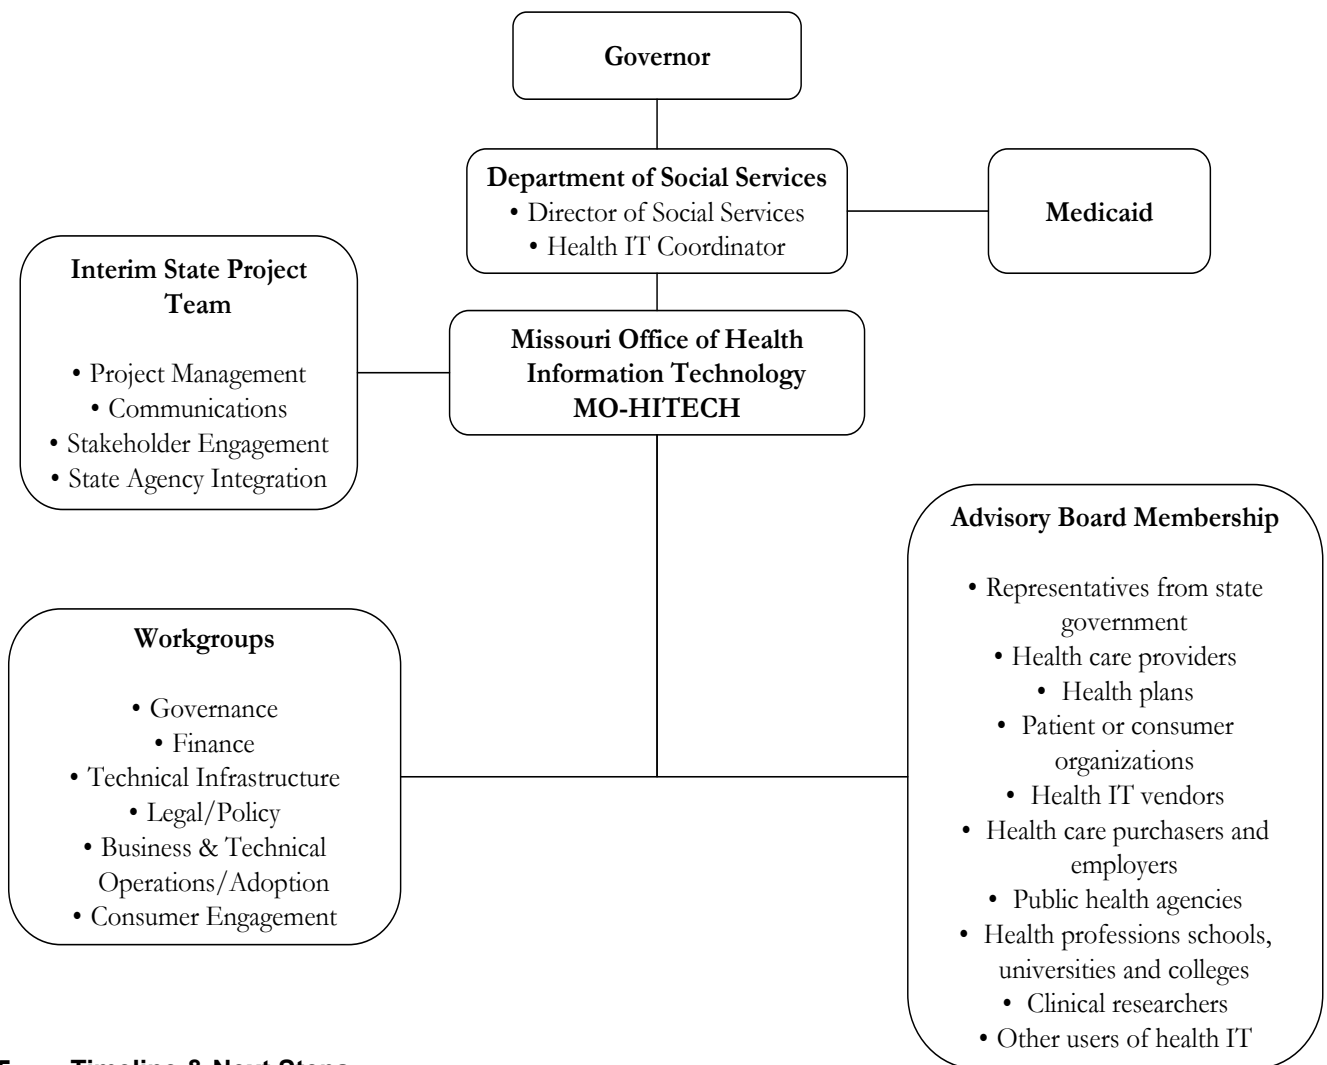 Governor
Department of Social Services
• Director of Social Services
• Health IT Coordinator
Medicaid
Interim State Project
Team
• Project Management
• Communications
• Stakeholder Engagement
• State Agency Integration
Missouri Office of Health
Information Technology
MO-HITECH
Advisory Board Membership
• Representatives from state
government
• Health care providers
• Health plans
• Patient or consumer
organizations
• Health IT vendors
• Health care purchasers and
employers
• Public health agencies
• Health professions schools,
universities and colleges
• Clinical researchers
• Other users of health IT
Workgroups
• Governance
• Finance
• Technical Infrastructure
• Legal/Policy
• Business & Technical
Operations/Adoption
• Consumer Engagement
Timeline & Next Steps